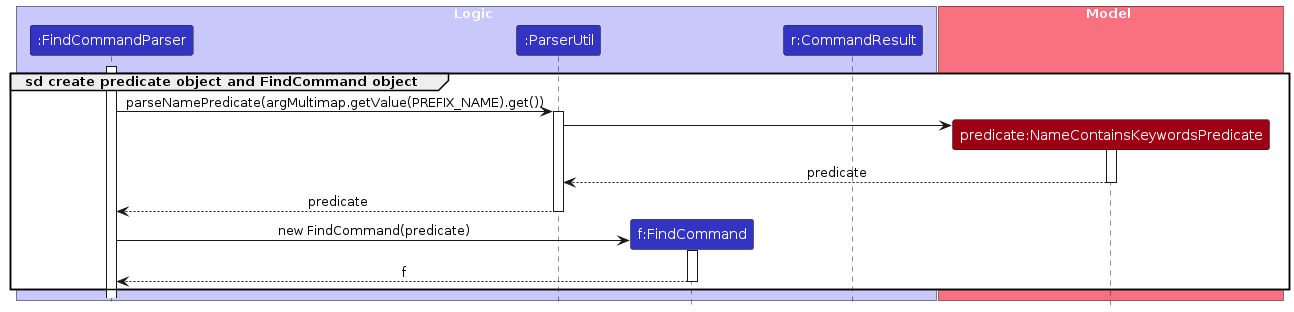 Logic
Model
:FindCommandParser
:ParserUtil
r:CommandResult
sd create predicate object and FindCommand object
parseNamePredicate(argMultimap.getValue(PREFIX_NAME).get())
predicate:NameContainsKeywordsPredicate
predicate
predicate
f:FindCommand
new FindCommand(predicate)
f